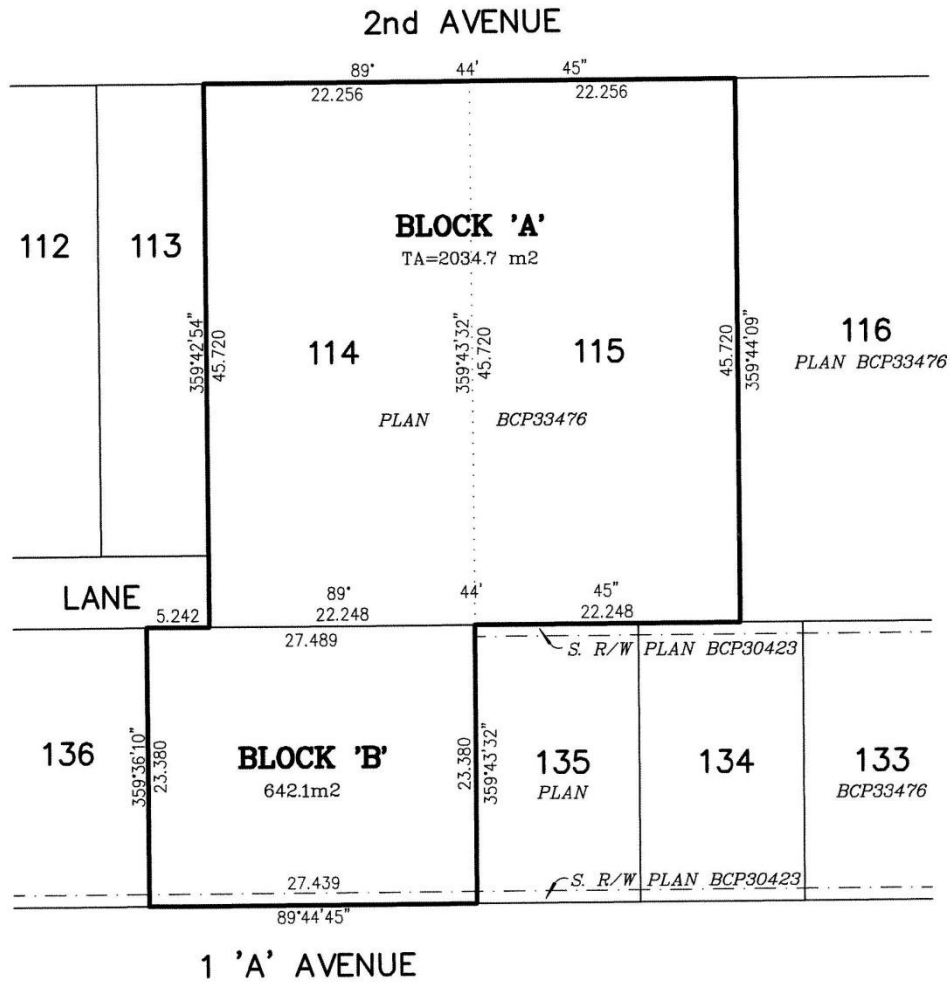 2nd AVENUE
89° 44' 45"
22.256 22.256
112 113
BLOCK 'A'
TA=2034.7 m2
359°42'54"
45.720
114
359°43'32"
45.720
115
45.720
359°44'09"
116
PLAN BCP33476
PLAN BCP33476
LANE
89° 44' 45"
5.242 22.248 22.248
27.489
S. R/W PLAN BCP30423
136
359°36'10"
23.380
BLOCK 'B'
642.1m2
23.380
359°43'32"
135
PLAN
134
133
BCP33476
27.439
S. R/W PLAN BCP30423
89°44'45"
1 'A' AVENUE